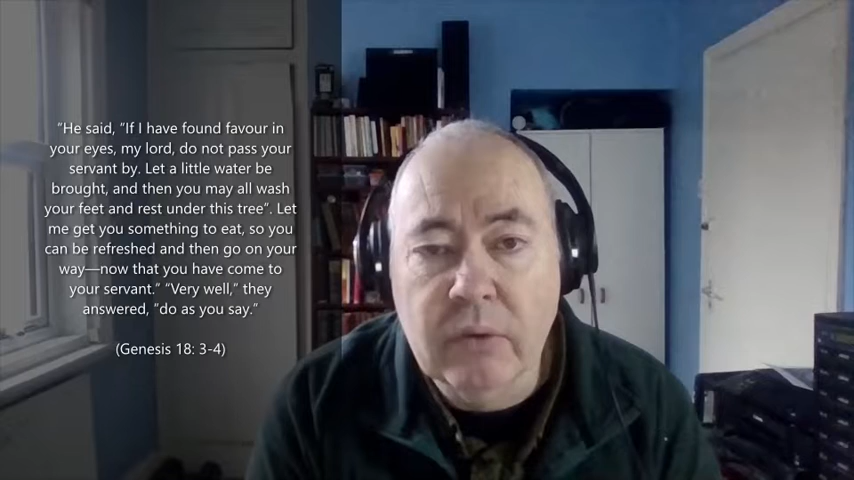 “He said, “If I have found favour in
your eyes, my lord, do not pass your
servant by. Let a little water be
brought, and then you may all wash
your feet and rest under this tree”. Let
me get you something to eat, so you
can be refreshed and then go on your
way—now that you have come to
your servant.” “Very well,” they
answered, “do as you say.”
(Genesis 18: 3-4)